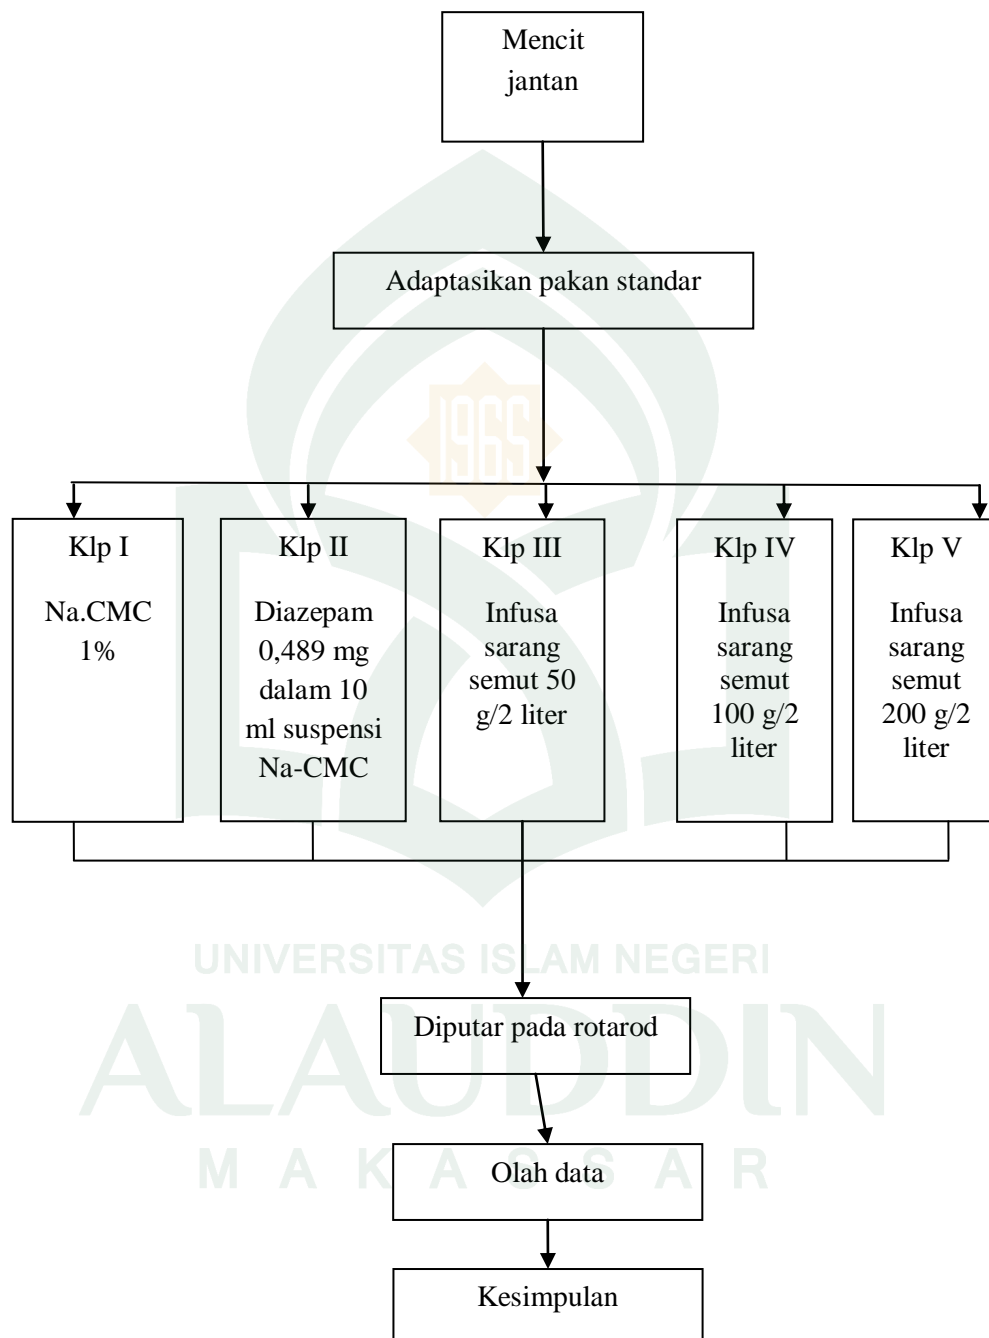 Mencit
jantan
Adaptasikan pakan standar
1965
Klp I
Na.CMC
1%
Klp II
Diazepam
0,489 mg
dalam 10
ml suspensi
Na-CMC
Klp III
Infusa
sarang
semut 50
g/2 liter
Klp IV
Infusa
sarang
semut
100 g/2
liter
Klp V
Infusa
sarang
semut
200 g/2
liter
UNIVERSITAS ISLAM NEGERI
ALAUDDIN
MAKASSAR
Diputar pada rotarod
Olah data
Kesimpulan